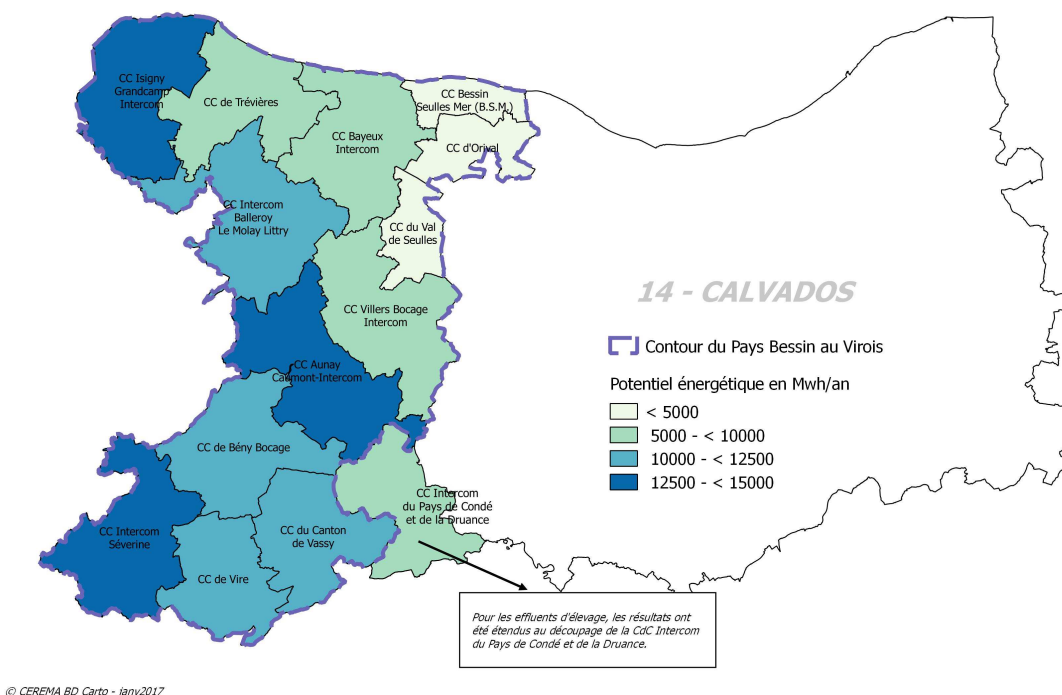 CC Isigny
Grandcamp
Intercom
CC de Trévières
CC Bessin
Seulles Mer (B.S.M.)
CC Bayeux
Intercom
CC d'Orival
CC Intercom
Balleroy
Le Molay Littry
CC du Val
de Seulles
CC Villers Bocage
Intercom
CC Aunay
Caumont-Intercom
CC de Bény Bocage
CC Intercom
du Pays de Condé
et de la Druance
CC Intercom
Séverine
CC du Canton
de Vassy
CC de Vire
14 - CALVADOS
Contour du Pays Bessin au Virois
Potentiel énergétique en Mwh/an
< 5000
5000 - < 10000
10000 - < 12500
12500 - < 15000
Pour les effluents d'élevage, les résultats ont
été étendus au découpage de la CdC Intercom
du Pays de Condé et de la Druance.
© CEREMA BD Carto - janv2017